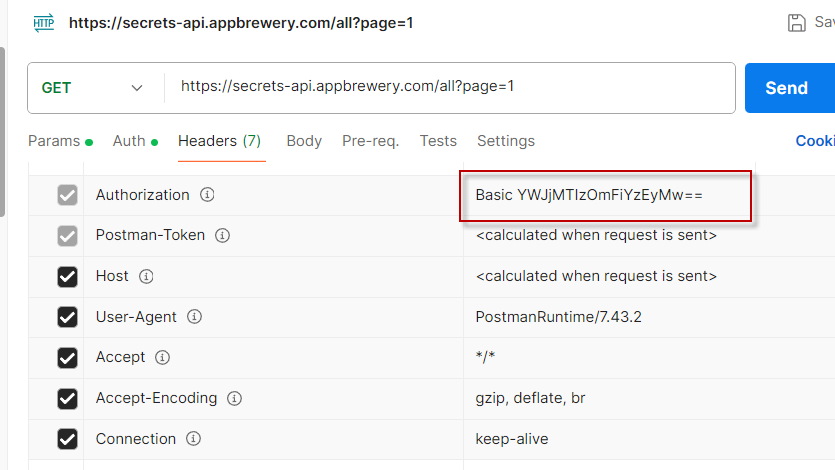 HTTP https://secrets-api.appbrewery.com/all?page=1 Sav
GET https://secrets-api.appbrewery.com/all?page=1 Send
Params Auth Headers (7) Body Pre-req. Tests Settings Cooki
Authorization Basic YWJjMTIzOmFiYzEyMw==
Postman-Token <calculated when request is sent>
Host <calculated when request is sent>
User-Agent PostmanRuntime/7.43.2
Accept */*
Accept-Encoding gzip, deflate, br
Connection keep-alive